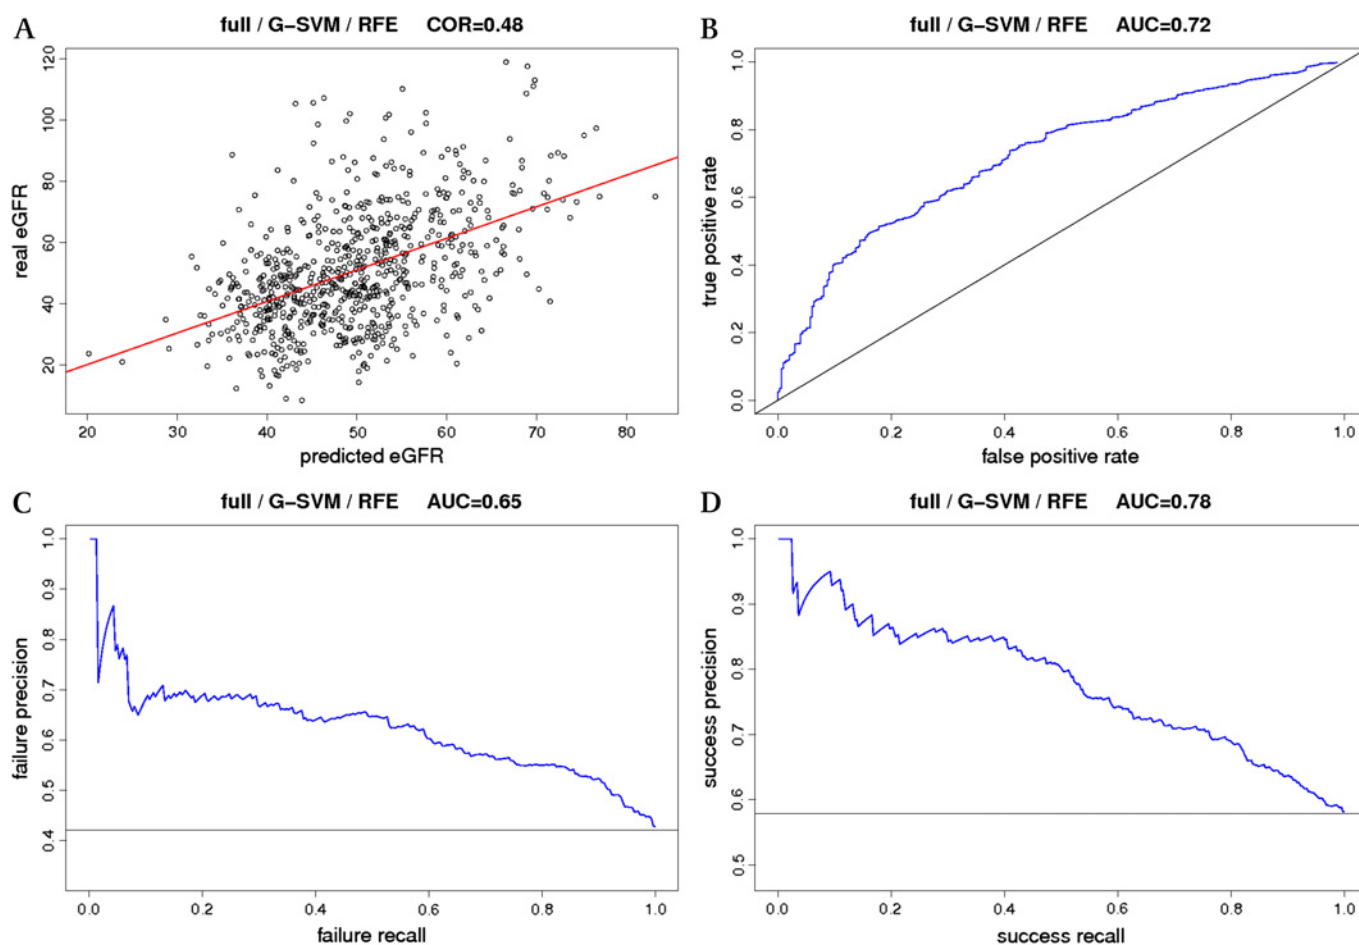 A full / G-SVM / RFE COR=0.48
120
100
80
60
40
20
real eGFR
20 30 40 50 60 70 80
predicted eGFR
B full / G-SVM / RFE AUC=0.72
1.0
0.8
0.6
0.4
0.2
0.0
true positive rate
0.0 0.2 0.4 0.6 0.8 1.0
false positive rate
C full / G-SVM / RFE AUC=0.65
1.0
0.9
0.8
0.7
0.6
0.5
0.4
failure precision
0.0 0.2 0.4 0.6 0.8 1.0
failure recall
D full / G-SVM / RFE AUC=0.78
1.0
0.9
0.8
0.7
0.6
0.5
success precision
0.0 0.2 0.4 0.6 0.8 1.0
success recall